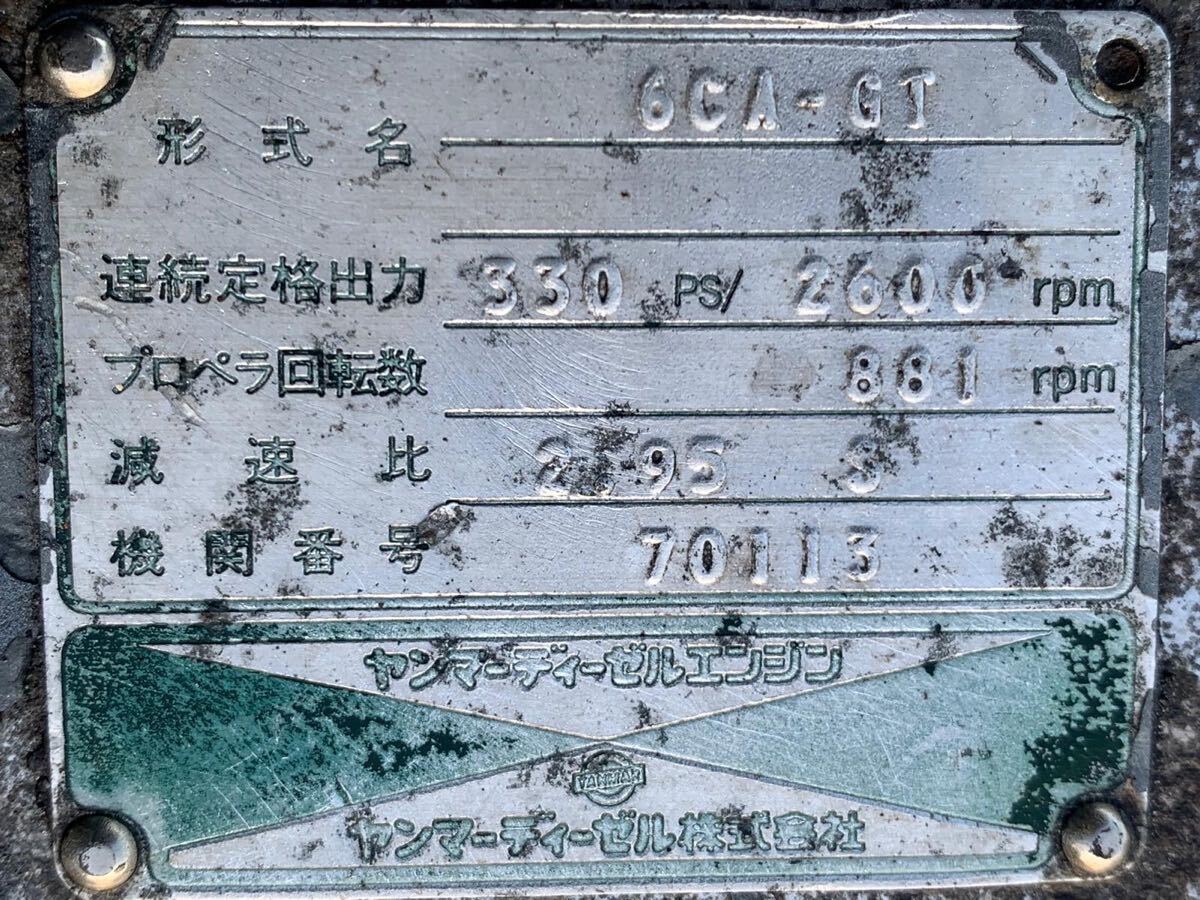 形式名 6CA-GT
連続定格出力 330 PS/ 2600 rpm
プロペラ回転数 881 rpm
減速比 2.95 S
機関番号 70113
ヤンマーディーゼルエンジン
YANMAR
ヤンマーディーゼル株式会社